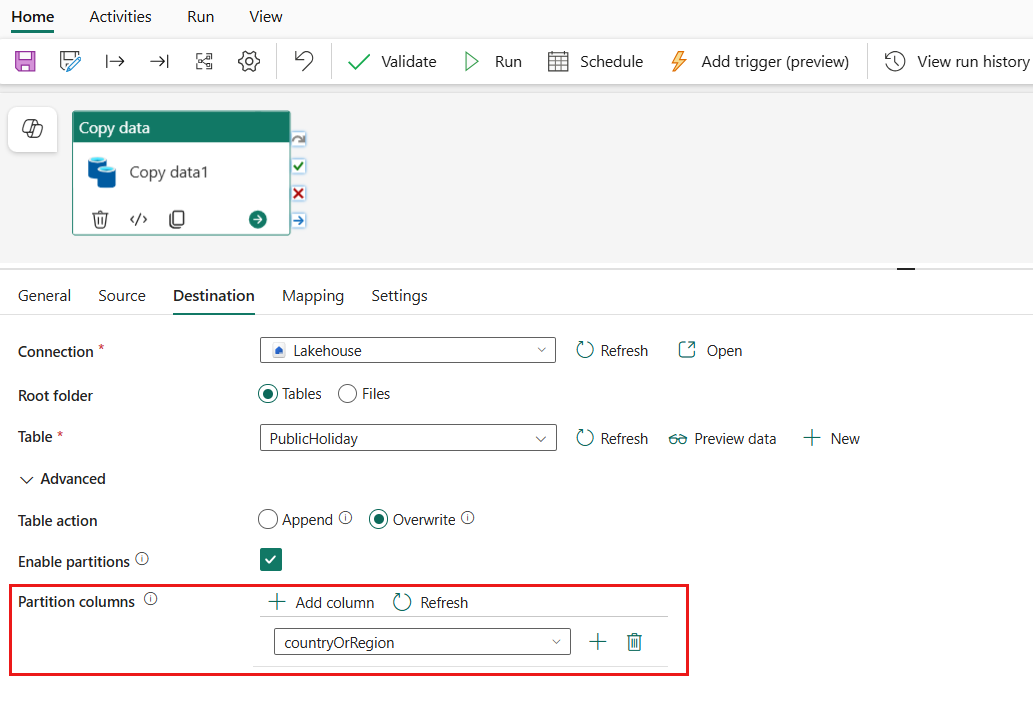 Home Activities Run View
Validate Run Schedule Add trigger (preview) View run history
Copy data
Copy data1
General Source Destination Mapping Settings
Connection * Lakehouse Refresh Open
Root folder Tables Files
Table * PublicHoliday Refresh Preview data New
Advanced
Table action Append Overwrite
Enable partitions
Partition columns Add column Refresh
countryOrRegion